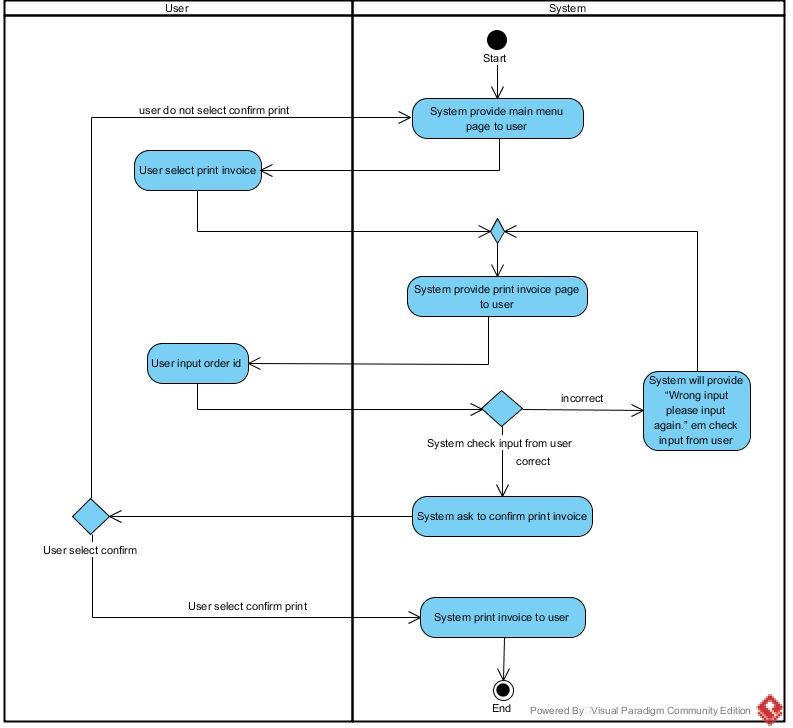 User
System
Start
user do not select confirm print
System provide main menu
page to user
User select print invoice
System provide print invoice page
to user
User input order id
incorrect
System will provide
“Wrong input
please input
again.” em check
input from user
System check input from user
correct
System ask to confirm print invoice
User select confirm
User select confirm print
System print invoice to user
End
Powered By Visual Paradigm Community Edition